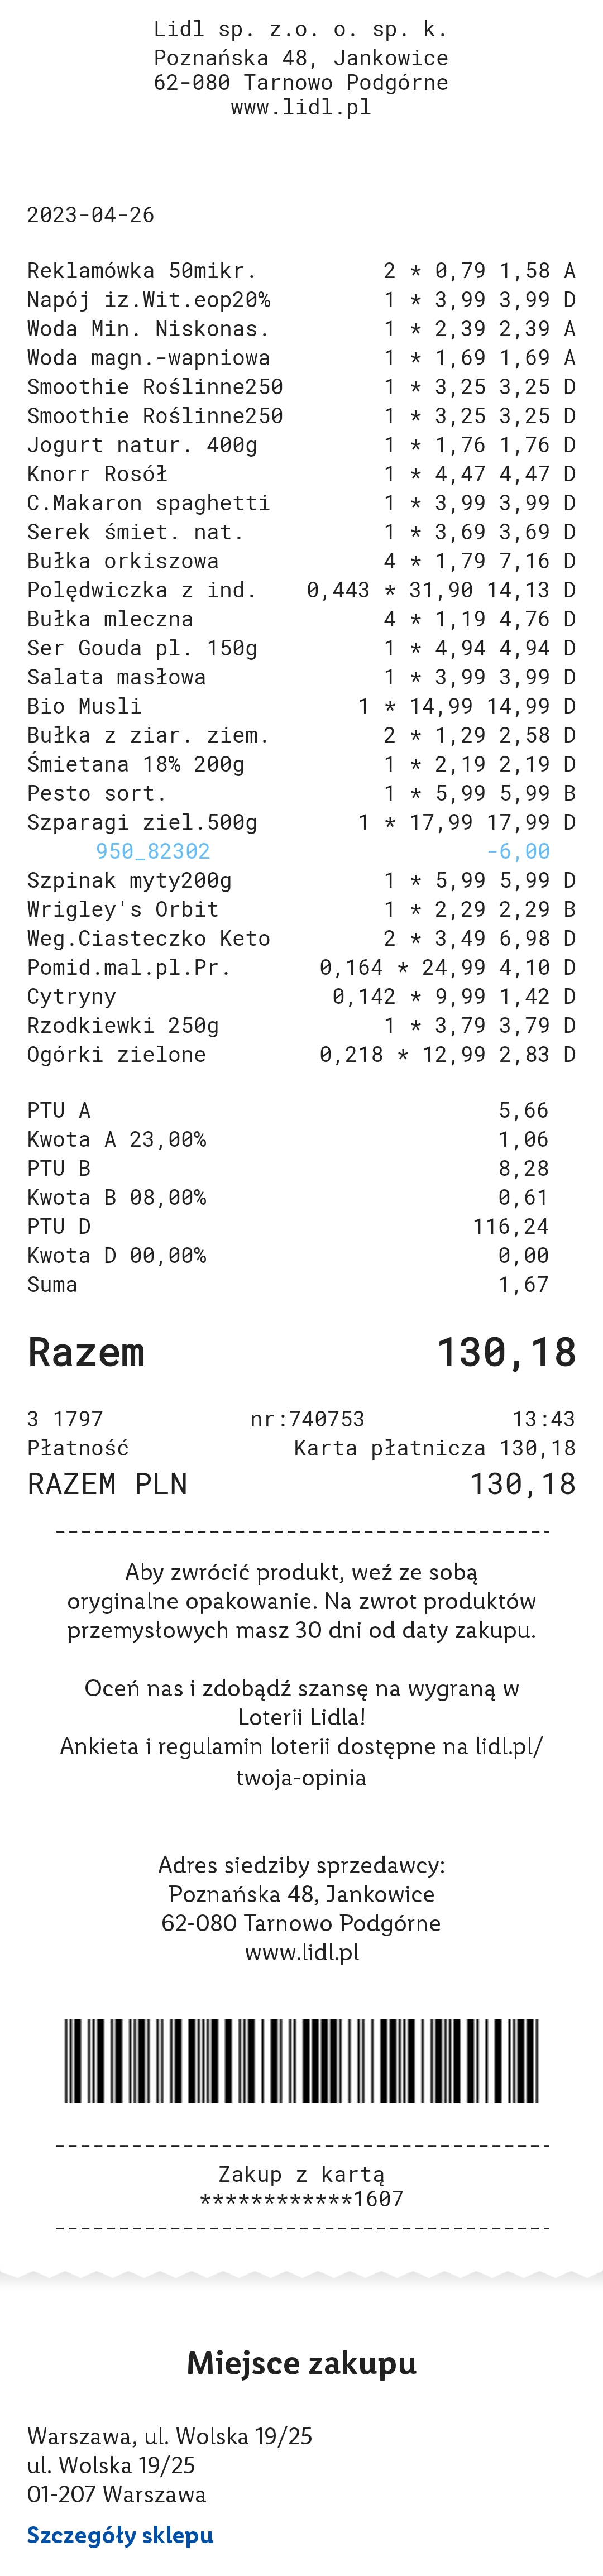 Lidl sp. z.o. o. sp. k.
Poznańska 48, Jankowice
62-080 Tarnowo Podgórne
www.lidl.pl
2023-04-26
Reklamówka 50mikr. 2 * 0,79 1,58 A
Napój iz.Wit.eop20% 1 * 3,99 3,99 D
Woda Min. Niskonas. 1 * 2,39 2,39 A
Woda magn.-wapniowa 1 * 1,69 1,69 A
Smoothie Roślinne250 1 * 3,25 3,25 D
Smoothie Roślinne250 1 * 3,25 3,25 D
Jogurt natur. 400g 1 * 1,76 1,76 D
Knorr Rosół 1 * 4,47 4,47 D
C.Makaron spaghetti 1 * 3,99 3,99 D
Serek śmiet. nat. 1 * 3,69 3,69 D
Bułka orkiszowa 4 * 1,79 7,16 D
Polędwiczka z ind. 0,443 * 31,90 14,13 D
Bułka mleczna 4 * 1,19 4,76 D
Ser Gouda pl. 150g 1 * 4,94 4,94 D
Salata masłowa 1 * 3,99 3,99 D
Bio Musli 1 * 14,99 14,99 D
Bułka z ziar. ziem. 2 * 1,29 2,58 D
Śmietana 18% 200g 1 * 2,19 2,19 D
Pesto sort. 1 * 5,99 5,99 B
Szparagi ziel.500g 1 * 17,99 17,99 D
950_82302 -6,00
Szpinak myty200g 1 * 5,99 5,99 D
Wrigley's Orbit 1 * 2,29 2,29 B
Weg.Ciasteczko Keto 2 * 3,49 6,98 D
Pomid.mal.pl.Pr. 0,164 * 24,99 4,10 D
Cytryny 0,142 * 9,99 1,42 D
Rzodkiewki 250g 1 * 3,79 3,79 D
Ogórki zielone 0,218 * 12,99 2,83 D
PTU A 5,66
Kwota A 23,00% 1,06
PTU B 8,28
Kwota B 08,00% 0,61
PTU D 116,24
Kwota D 00,00% 0,00
Suma 1,67
Razem 130,18
3 1797 nr:740753 13:43
Płatność Karta płatnicza 130,18
RAZEM PLN 130,18
Aby zwrócić produkt, weź ze sobą
oryginalne opakowanie. Na zwrot produktów
przemysłowych masz 30 dni od daty zakupu.
Oceń nas i zdobądź szansę na wygraną w
Loterii Lidla!
Ankieta i regulamin loterii dostępne na lidl.pl/
twoja-opinia
Adres siedziby sprzedawcy:
Poznańska 48, Jankowice
62-080 Tarnowo Podgórne
www.lidl.pl
Zakup z kartą
************1607
Miejsce zakupu
Warszawa, ul. Wolska 19/25
ul. Wolska 19/25
01-207 Warszawa
Szczegóły sklepu